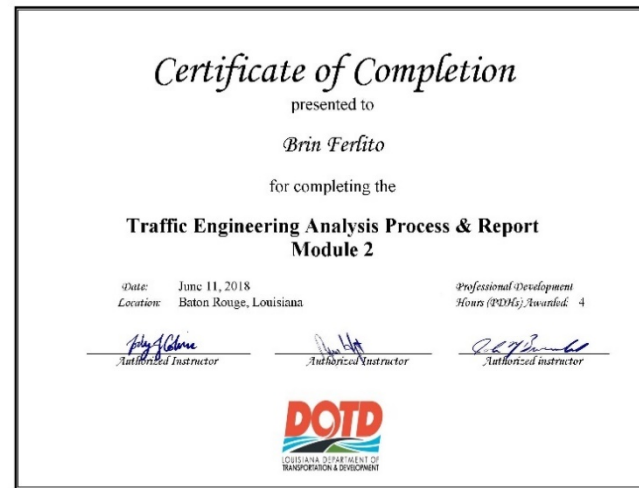 Certificate of Completion
presented to
Brin Ferlito
for completing the
Traffic Engineering Analysis Process & Report
Module 2
Date: June 11, 2018
Location: Baton Rouge, Louisiana
Professional Development
Hours (PDHs) Awarded: 4
Authorized Instructor
Authorized Instructor
Authorized instructor
DOTD
LOUISIANA DEPARTMENT OF
TRANSPORTATION & DEVELOPMENT